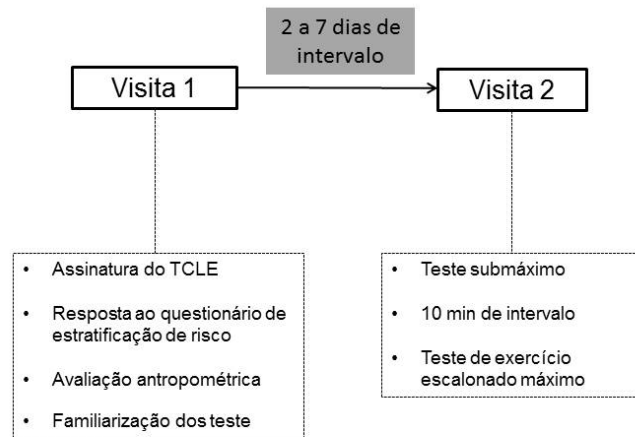 2 a 7 dias de
intervalo
Visita 1
Visita 2
• Assinatura do TCLE
• Resposta ao questionário de
estratificação de risco
• Avaliação antropométrica
• Familiarização dos teste
• Teste submáximo
• 10 min de intervalo
• Teste de exercício
escalonado máximo